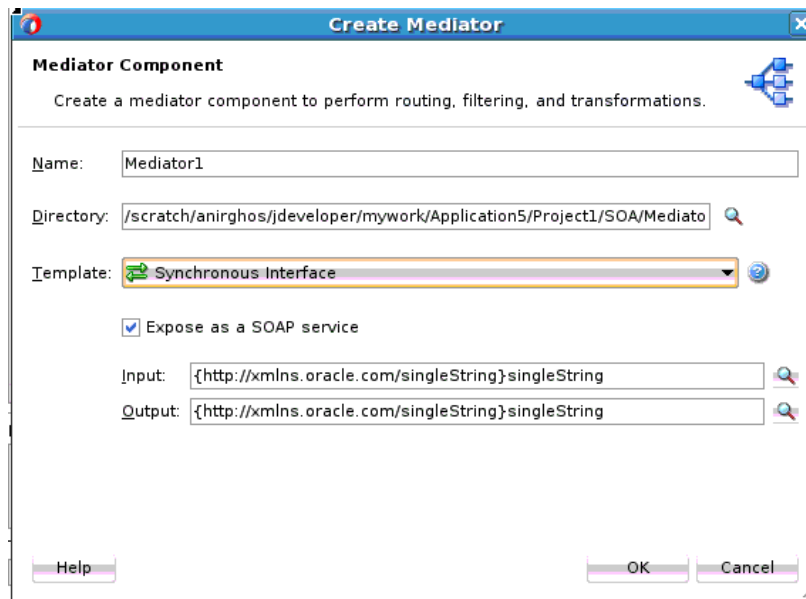 Create Mediator
Mediator Component
Create a mediator component to perform routing, filtering, and transformations.
Name: Mediator1
Directory: /scratch/anirghos/jdeveloper/mywork/Application5/Project1/SOA/Mediato
Template: Synchronous Interface
Expose as a SOAP service
Input: {http://xmlns.oracle.com/singleString}singleString
Output: {http://xmlns.oracle.com/singleString}singleString
Help OK Cancel